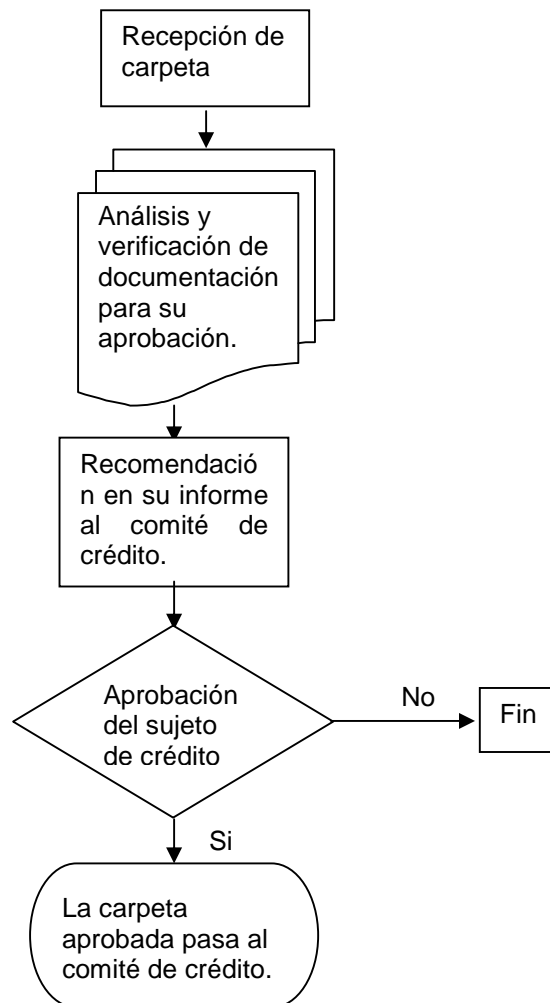 Recepción de
carpeta
Análisis y
verificación de
documentación
para su
aprobación.
Recomendació
n en su informe
al comité de
crédito.
Aprobación
del sujeto
de crédito
No
Fin
Si
La carpeta
aprobada pasa al
comité de crédito.